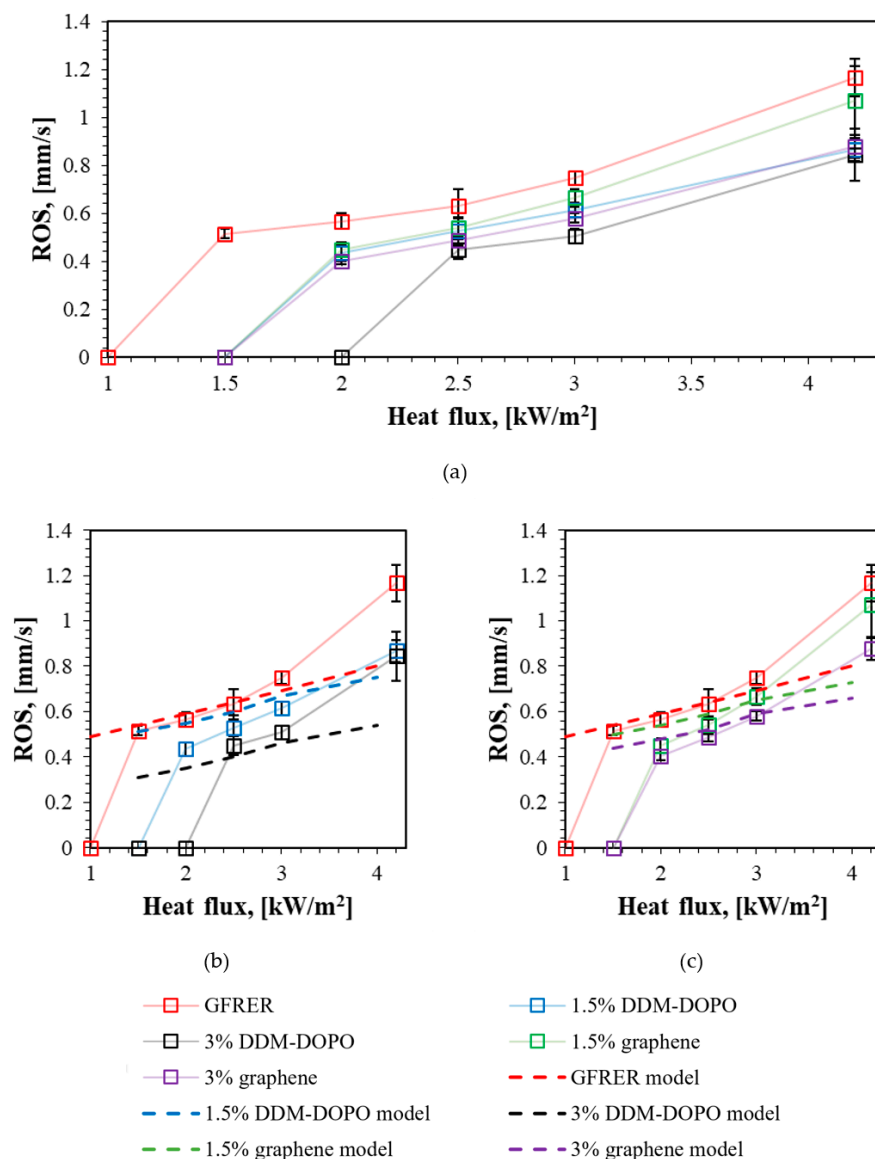 1.4
1.2
1
0.8
0.6
0.4
0.2
0
ROS, [mm/s]
1 1.5 2 2.5 3 3.5 4
Heat flux, [kW/m²]
(a)
1.4
1.2
1
0.8
0.6
0.4
0.2
0
ROS, [mm/s]
1 2 3 4
Heat flux, [kW/m²]
(b)
1.4
1.2
1
0.8
0.6
0.4
0.2
0
ROS, [mm/s]
1 2 3 4
Heat flux, [kW/m²]
(c)
GFRER 1.5% DDM-DOPO
3% DDM-DOPO 1.5% graphene
3% graphene GFRER model
1.5% DDM-DOPO model 3% DDM-DOPO model
1.5% graphene model 3% graphene model